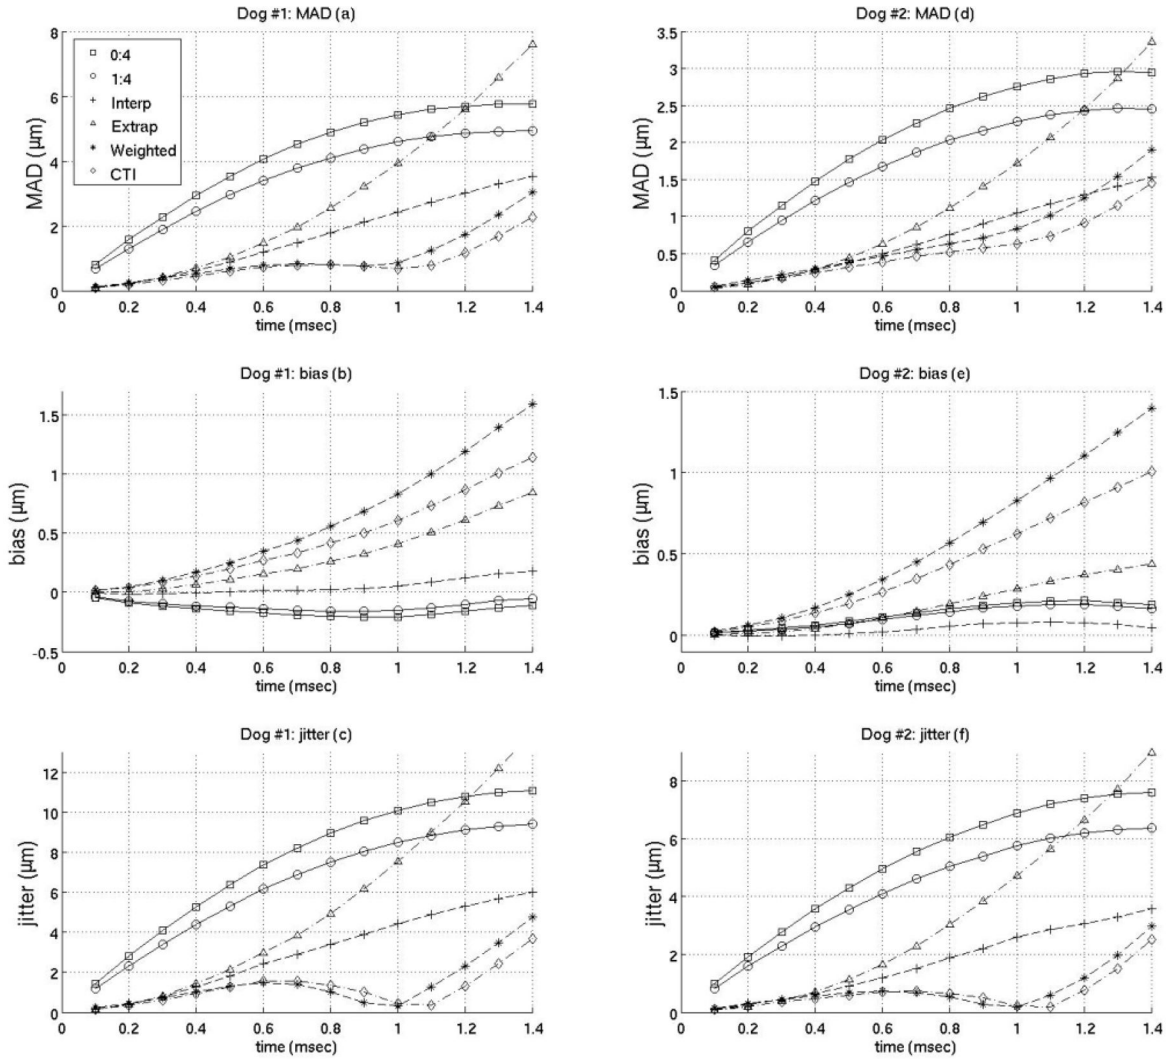 Dog #1: MAD (a)
8
6
4
2
0
MAD (µm)
0:4
1:4
Interp
Extrap
Weighted
CTI
0 0.2 0.4 0.6 0.8 1 1.2 1.4
time (msec)
Dog #2: MAD (d)
3.5
3
2.5
2
1.5
1
0.5
0
MAD (µm)
0 0.2 0.4 0.6 0.8 1 1.2 1.4
time (msec)
Dog #1: bias (b)
1.5
1
0.5
0
-0.5
bias (µm)
0 0.2 0.4 0.6 0.8 1 1.2 1.4
time (msec)
Dog #2: bias (e)
1.5
1
0.5
0
bias (µm)
0 0.2 0.4 0.6 0.8 1 1.2 1.4
time (msec)
Dog #1: jitter (c)
12
10
8
6
4
2
0
jitter (µm)
0 0.2 0.4 0.6 0.8 1 1.2 1.4
time (msec)
Dog #2: jitter (f)
8
6
4
2
0
jitter (µm)
0 0.2 0.4 0.6 0.8 1 1.2 1.4
time (msec)